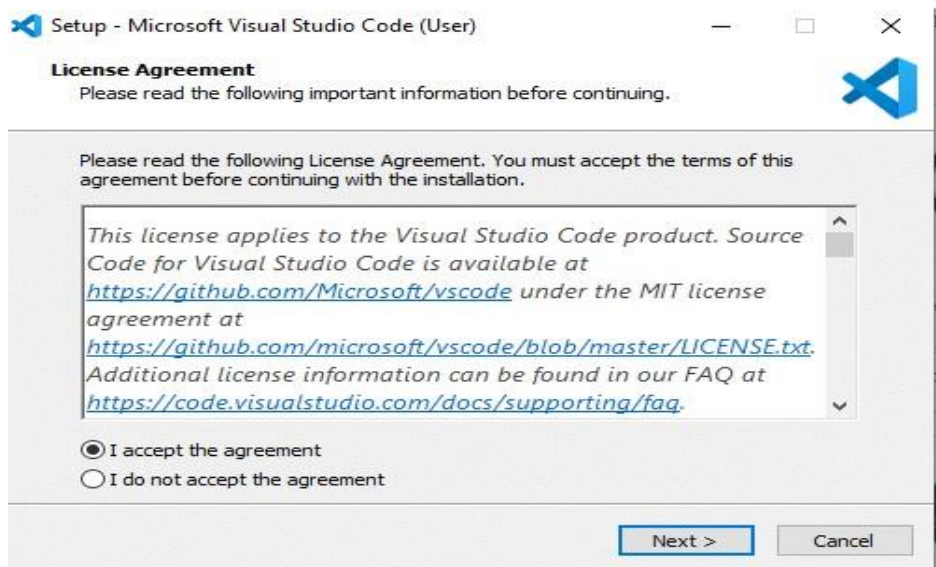 Setup - Microsoft Visual Studio Code (User)
License Agreement
Please read the following important information before continuing.
Please read the following License Agreement. You must accept the terms of this
agreement before continuing with the installation.
This license applies to the Visual Studio Code product. Source
Code for Visual Studio Code is available at
https://github.com/Microsoft/vscode under the MIT license
agreement at
https://github.com/microsoft/vscode/blob/master/LICENSE.txt.
Additional license information can be found in our FAQ at
https://code.visualstudio.com/docs/supporting/faq.
I accept the agreement
I do not accept the agreement
Next > Cancel